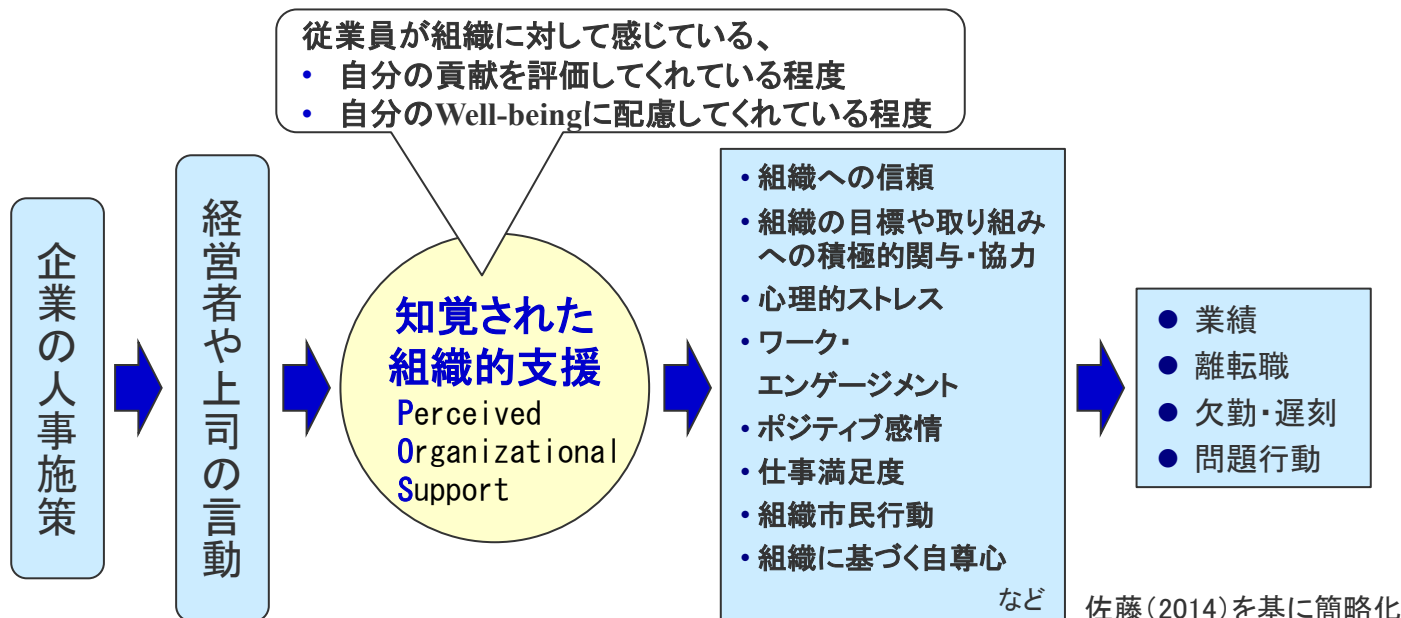 従業員が組織に対して感じている、
• 自分の貢献を評価してくれている程度
• 自分のWell-beingに配慮してくれている程度
企業の人事施策
経営者や上司の言動
知覚された
組織的支援
Perceived
Organizational
Support
• 組織への信頼
• 組織の目標や取り組み
への積極的関与・協力
• 心理的ストレス
• ワーク・
エンゲージメント
• ポジティブ感情
• 仕事満足度
• 組織市民行動
• 組織に基づく自尊心
など
● 業績
● 離転職
● 欠勤・遅刻
● 問題行動
佐藤（2014）を基に簡略化